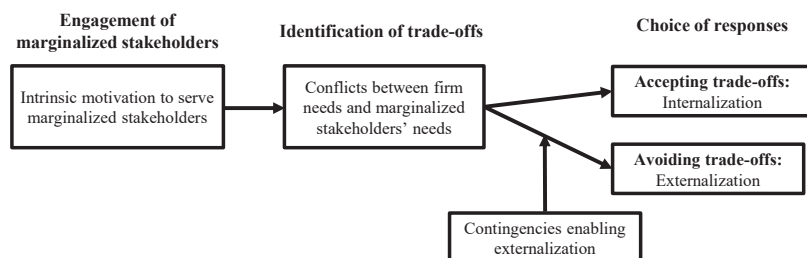 Engagement of
marginalized stakeholders
Identification of trade-offs
Choice of responses
Intrinsic motivation to serve
marginalized stakeholders
Conflicts between firm
needs and marginalized
stakeholders’ needs
Accepting trade-offs:
Internalization
Avoiding trade-offs:
Externalization
Contingencies enabling
externalization